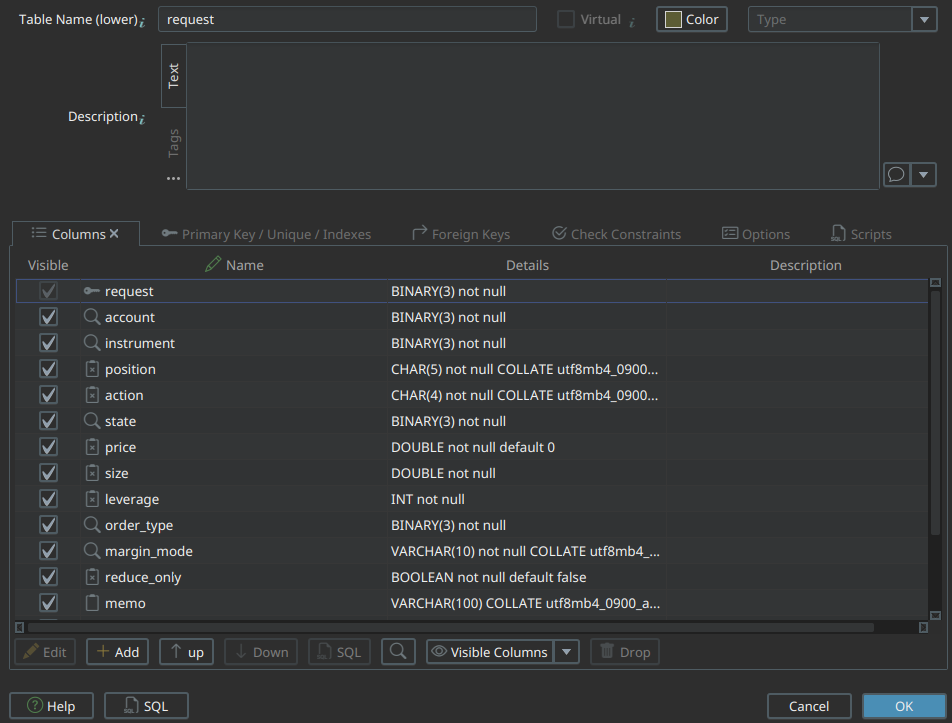 Table Name (lower) request Virtual Color Type
Text
Description
Tags
...
Columns Primary Key / Unique / Indexes Foreign Keys Check Constraints Options Scripts
Visible Name Details Description
request BINARY(3) not null
account BINARY(3) not null
instrument BINARY(3) not null
position CHAR(5) not null COLLATE utf8mb4_0900...
action CHAR(4) not null COLLATE utf8mb4_0900...
state BINARY(3) not null
price DOUBLE not null default 0
size DOUBLE not null
leverage INT not null
order_type BINARY(3) not null
margin_mode VARCHAR(10) not null COLLATE utf8mb4_...
reduce_only BOOLEAN not null default false
memo VARCHAR(100) COLLATE utf8mb4_0900_a...
Edit Add up Down SQL Visible Columns Drop
Help SQL Cancel OK